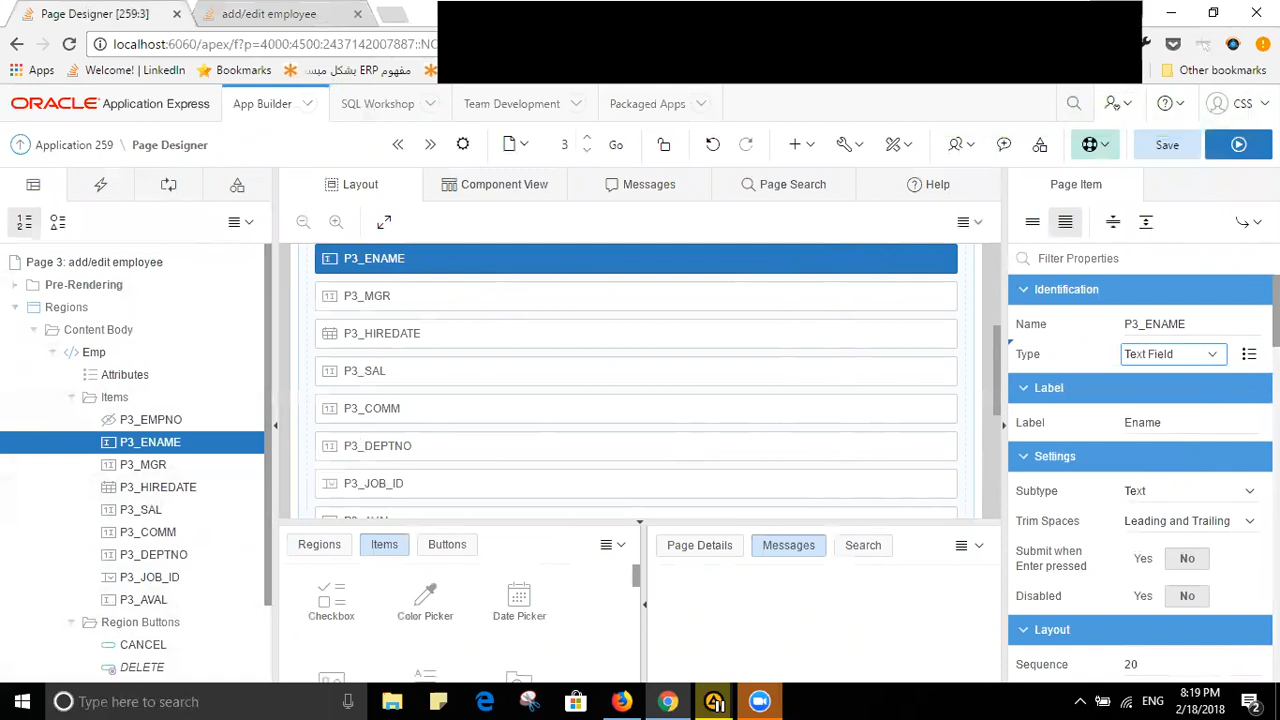 Page Designer [259:3]
add/edit employee
localhost:6060/apex/f?p=4000:4500:2437142007887::NO
Apps
Welcome! | LinkedIn
Bookmarks
مفهوم ERP بشكل مبسـ
Other bookmarks
ORACLE Application Express
App Builder
SQL Workshop
Team Development
Packaged Apps
CSS
Application 259 \ Page Designer
3
Go
Save
Layout
Component View
Messages
Page Search
Help
Page Item
Page 3: add/edit employee
Pre-Rendering
Regions
Content Body
Emp
Attributes
Items
P3_EMPNO
P3_ENAME
P3_MGR
P3_HIREDATE
P3_SAL
P3_COMM
P3_DEPTNO
P3_JOB_ID
P3_AVAL
Region Buttons
CANCEL
DELETE
P3_ENAME
P3_MGR
P3_HIREDATE
P3_SAL
P3_COMM
P3_DEPTNO
P3_JOB_ID
Regions
Items
Buttons
Checkbox
Color Picker
Date Picker
Page Details
Messages
Search
Filter Properties
Identification
Name P3_ENAME
Type Text Field
Label
Label Ename
Settings
Subtype Text
Trim Spaces Leading and Trailing
Submit when
Enter pressed Yes No
Disabled Yes No
Layout
Sequence 20
Type here to search
ENG
8:19 PM
2/18/2018
2